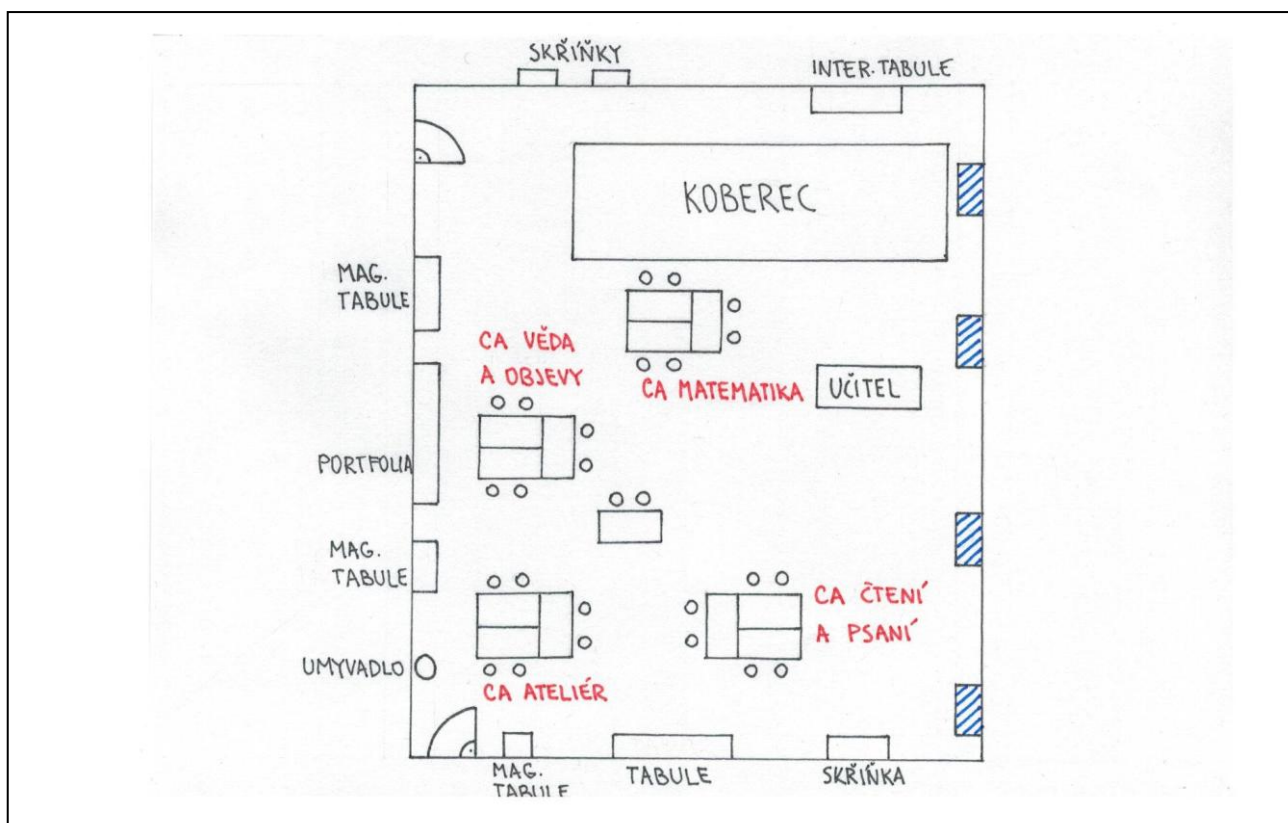 SKŘÍŇKY
INTER. TABULE
KOBEREC
MAG.
TABULE
CA VĚDA
A OBJEVY
CA MATEMATIKA
UČITEL
PORTFOLIA
MAG.
TABULE
CA ČTENÍ
A PSANÍ
UMYVADLO
CA ATELIÉR
MAG.
TABULE
TABULE
SKŘÍŇKA